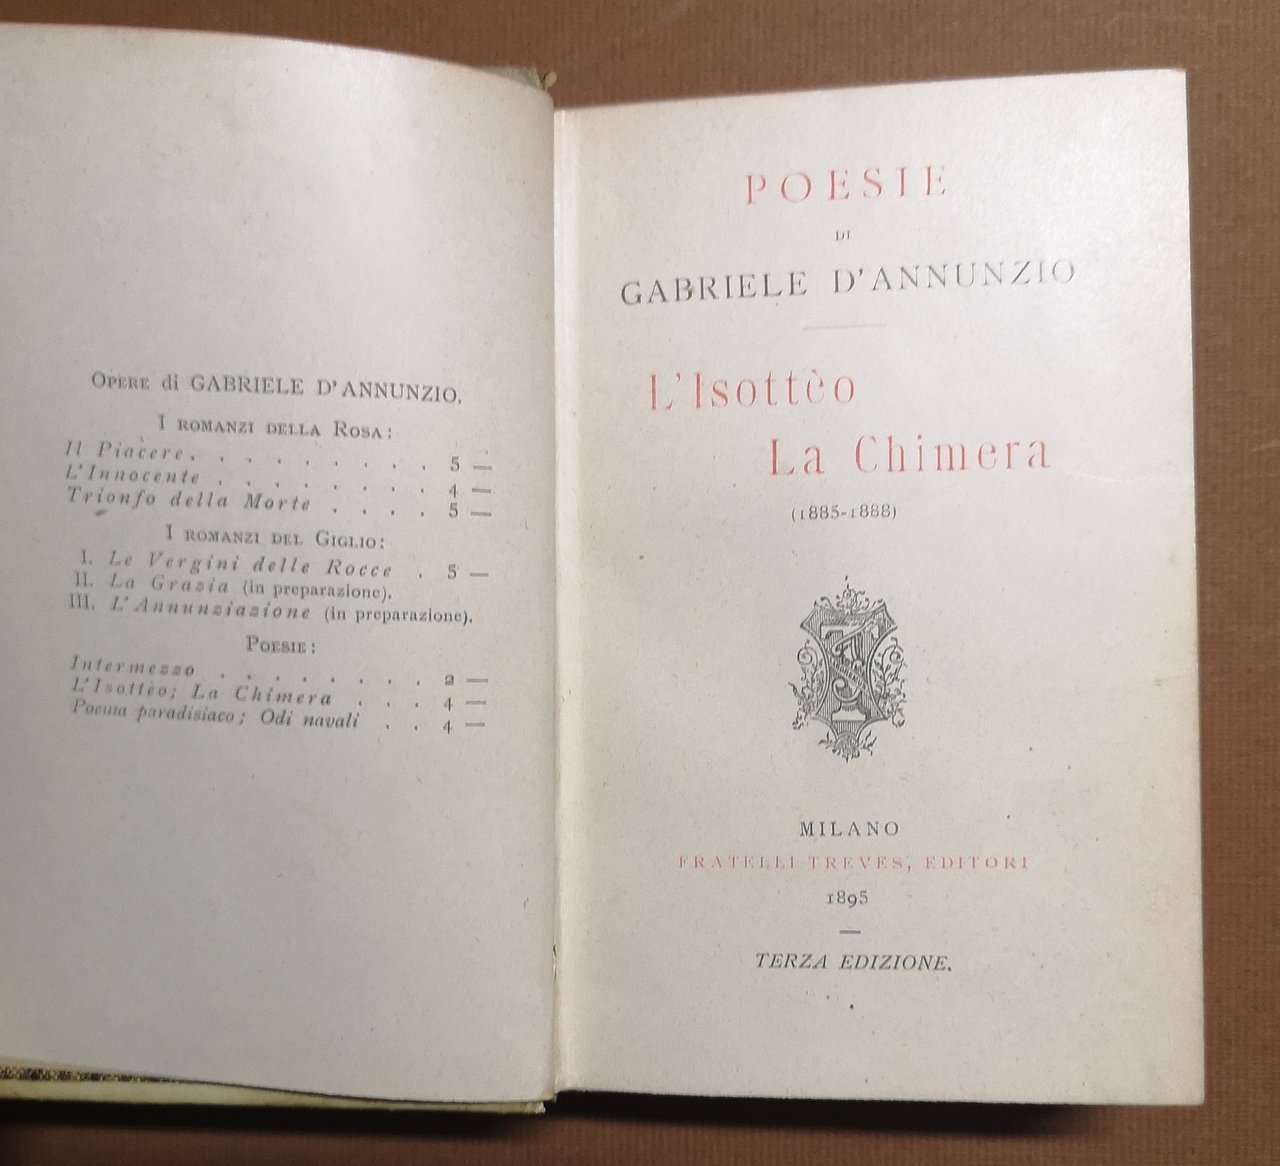 Opere di GABRIELE D'ANNUNZIO.
I romanzi della Rosa:
Il Piacere. . . . . . . . . 5 —
L'Innocente . . . . . . . . 4 —
Trionfo della Morte . . . . 5 —
I romanzi del Giglio:
I. Le Vergini delle Rocce . 5 —
II. La Grazia (in preparazione).
III. L'Annunziazione (in preparazione).
Poesie:
Intermezzo . . . . . . . . 2 —
L'Isottèo; La Chimera . . . 4 —
Poema paradisiaco; Odi navali . . 4 —
POESIE
DI
GABRIELE D'ANNUNZIO
L'Isottèo
La Chimera
(1885-1888)
MILANO
FRATELLI TREVES, EDITORI
1895
TERZA EDIZIONE.